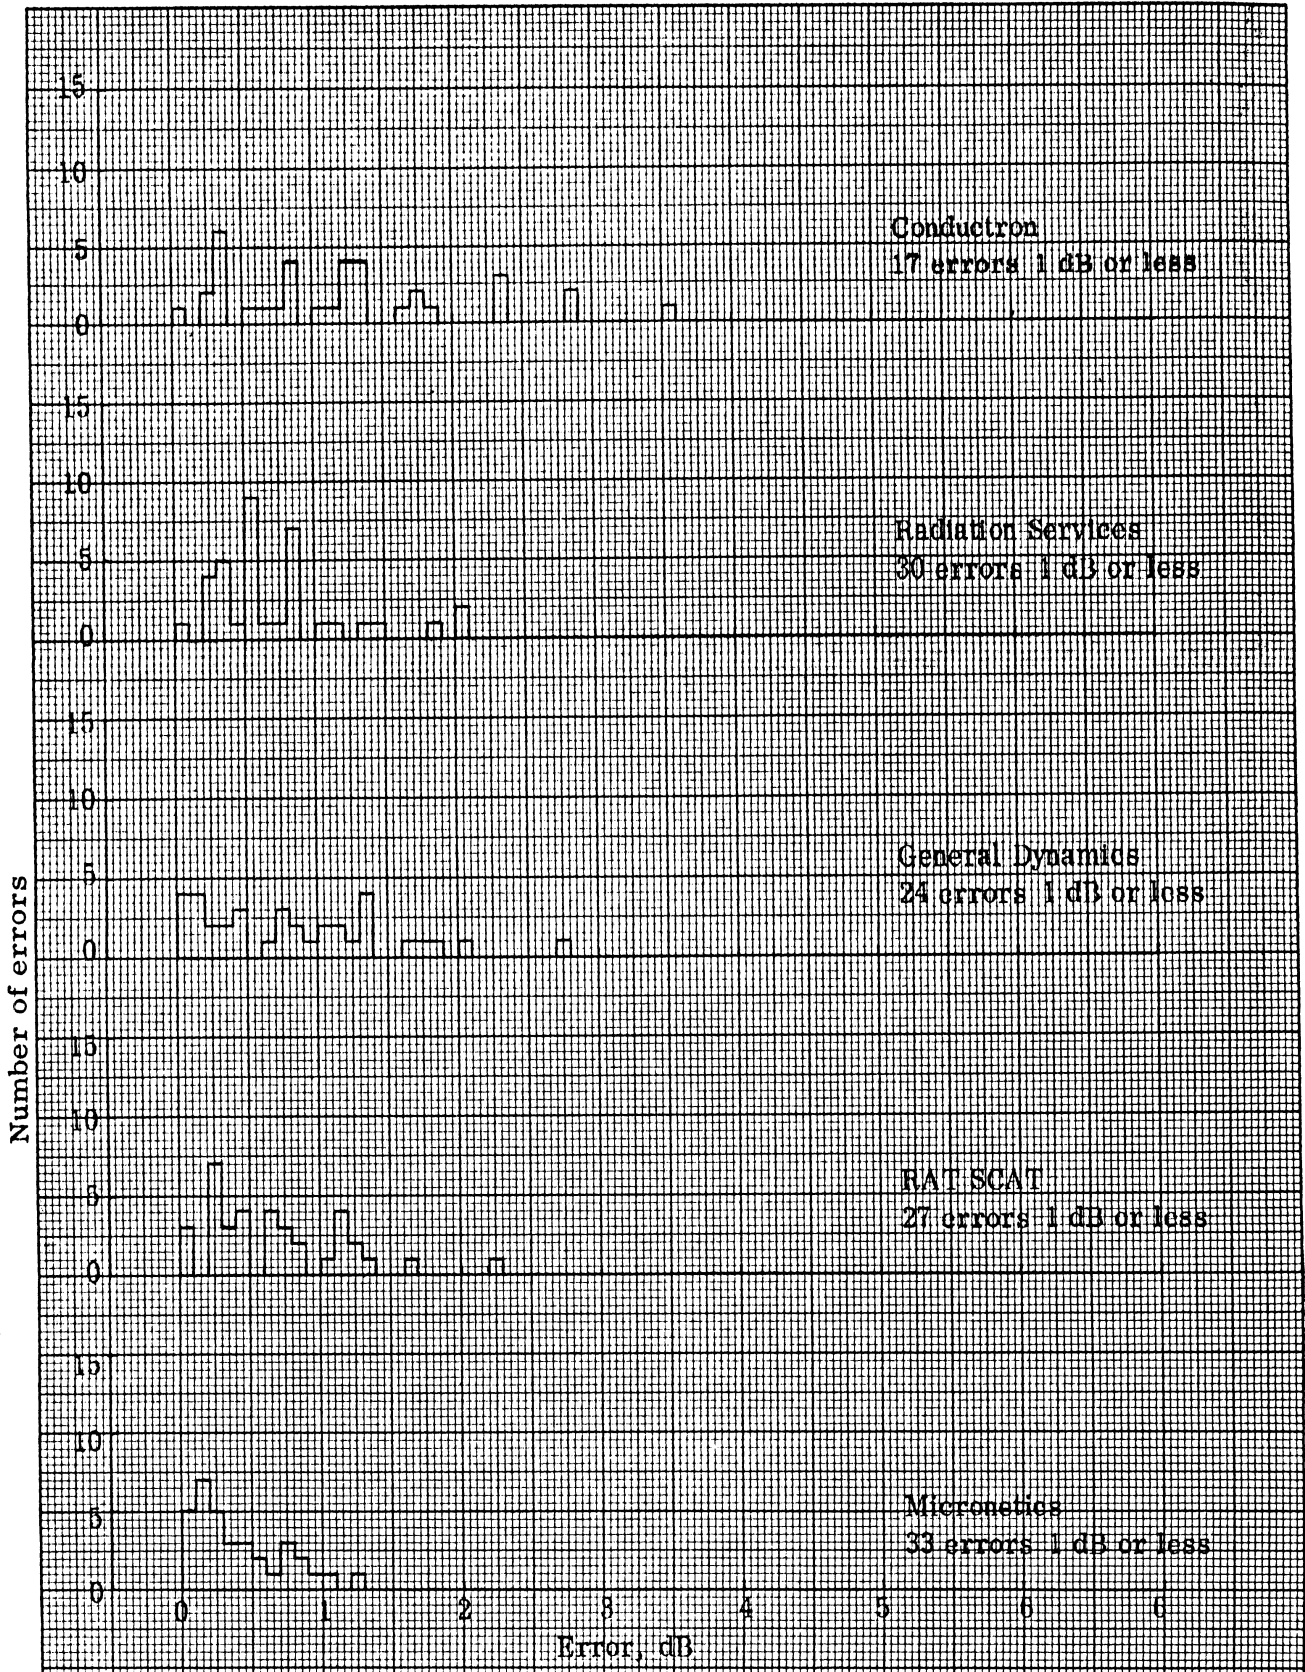 15
10
5
0
Conductron
17 errors 1 dB or less
15
10
5
0
Radiation Services
30 errors 1 dB or less
15
10
5
0
General Dynamics
24 errors 1 dB or less
Number of errors
15
10
5
0
RAT SCAT
27 errors 1 dB or less
15
10
5
0
Micronetics
33 errors 1 dB or less
0 1 2 3 4 5 6 6
Error, dB